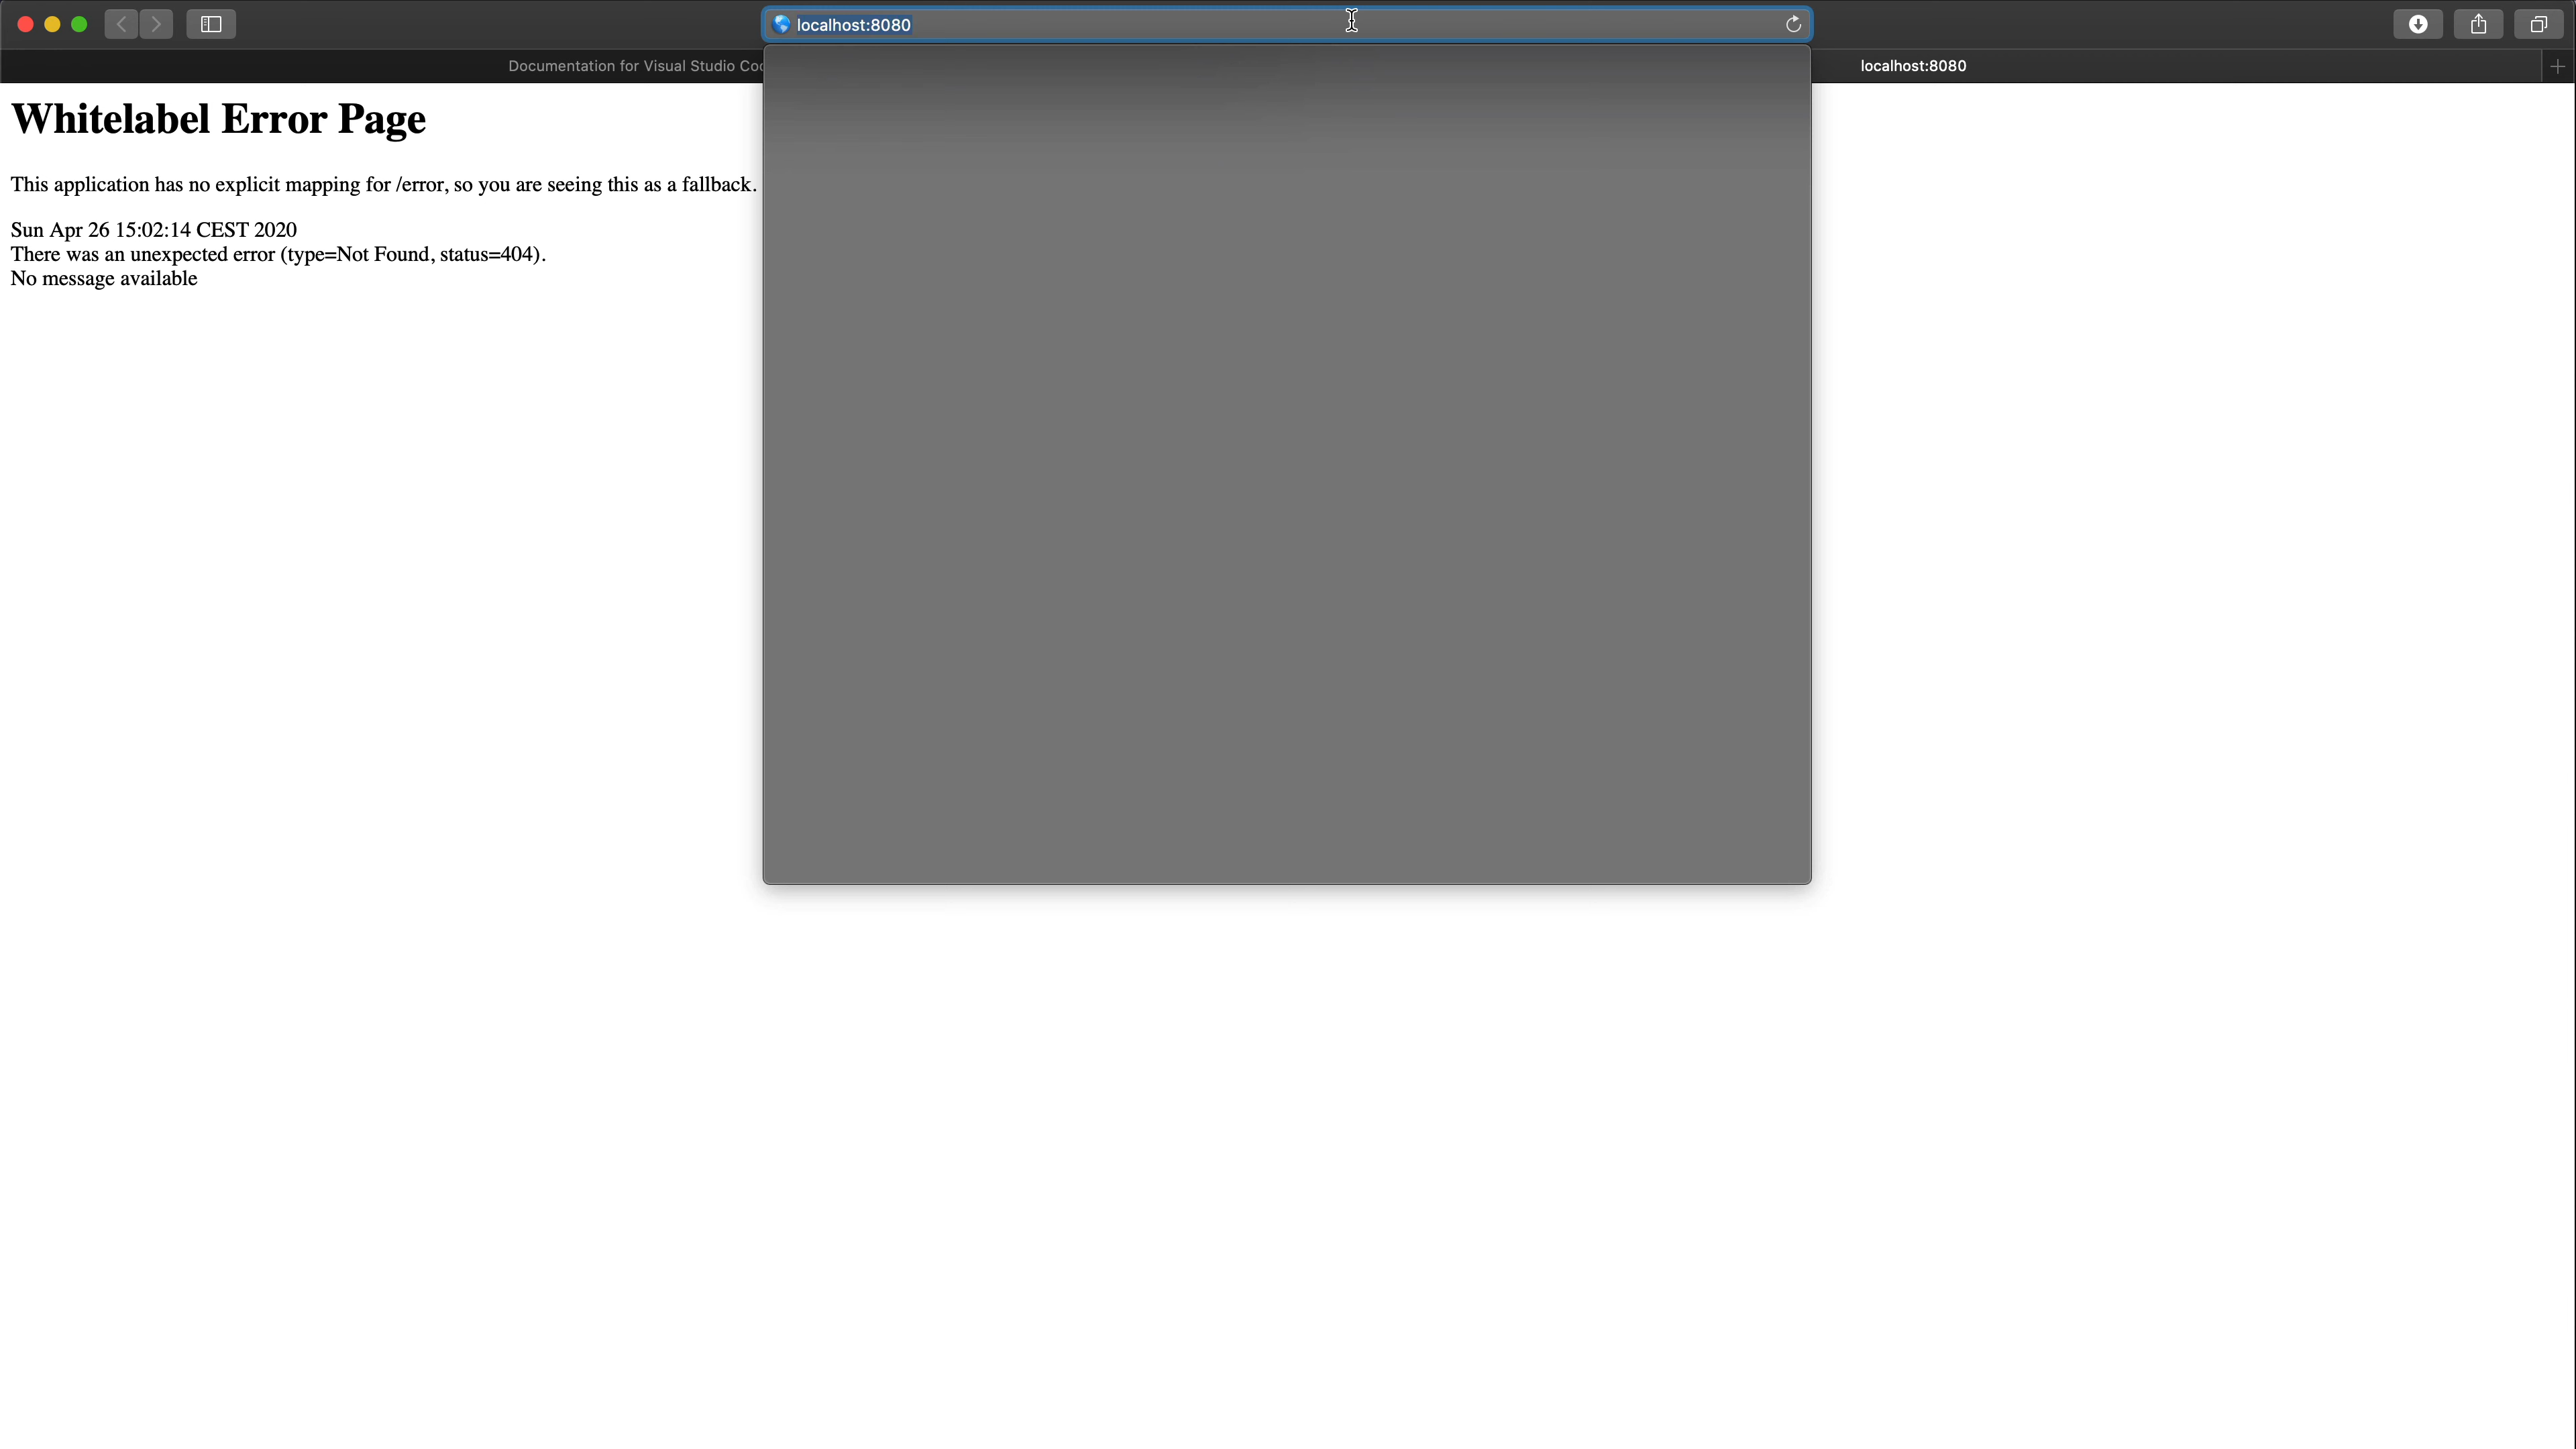 localhost:8080
Documentation for Visual Studio Co
localhost:8080
Whitelabel Error Page
This application has no explicit mapping for /error, so you are seeing this as a fallback.
Sun Apr 26 15:02:14 CEST 2020
There was an unexpected error (type=Not Found, status=404).
No message available